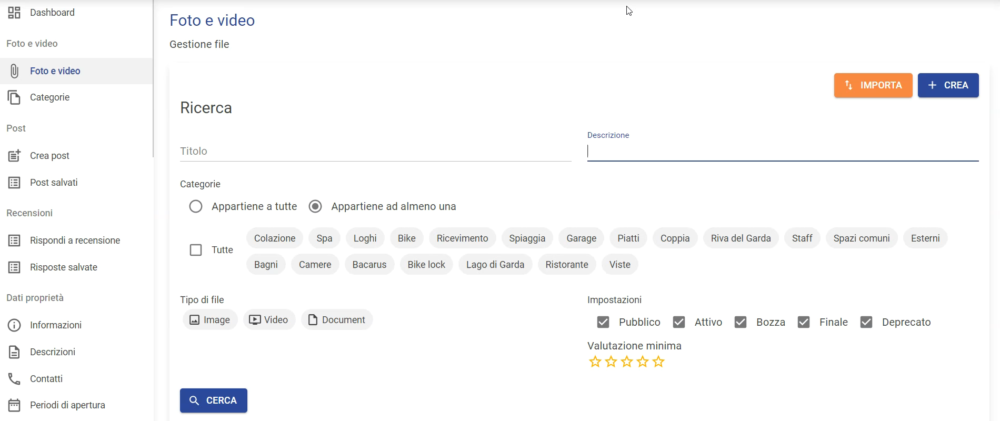 Dashboard
Foto e video
Foto e video
Categorie
Post
Crea post
Post salvati
Recensioni
Rispondi a recensione
Risposte salvate
Dati proprietà
Informazioni
Descrizioni
Contatti
Periodi di apertura
Foto e video
Gestione file
IMPORTA CREA
Ricerca
Titolo
Descrizione
Categorie
Appartiene a tutte Appartiene ad almeno una
Tutte
Colazione Spa Loghi Bike Ricevimento Spiaggia Garage Piatti Coppia Riva del Garda Staff Spazi comuni Esterni
Bagni Camere Bacarus Bike lock Lago di Garda Ristorante Viste
Tipo di file
Image Video Document
Impostazioni
Pubblico Attivo Bozza Finale Deprecato
Valutazione minima
CERCA